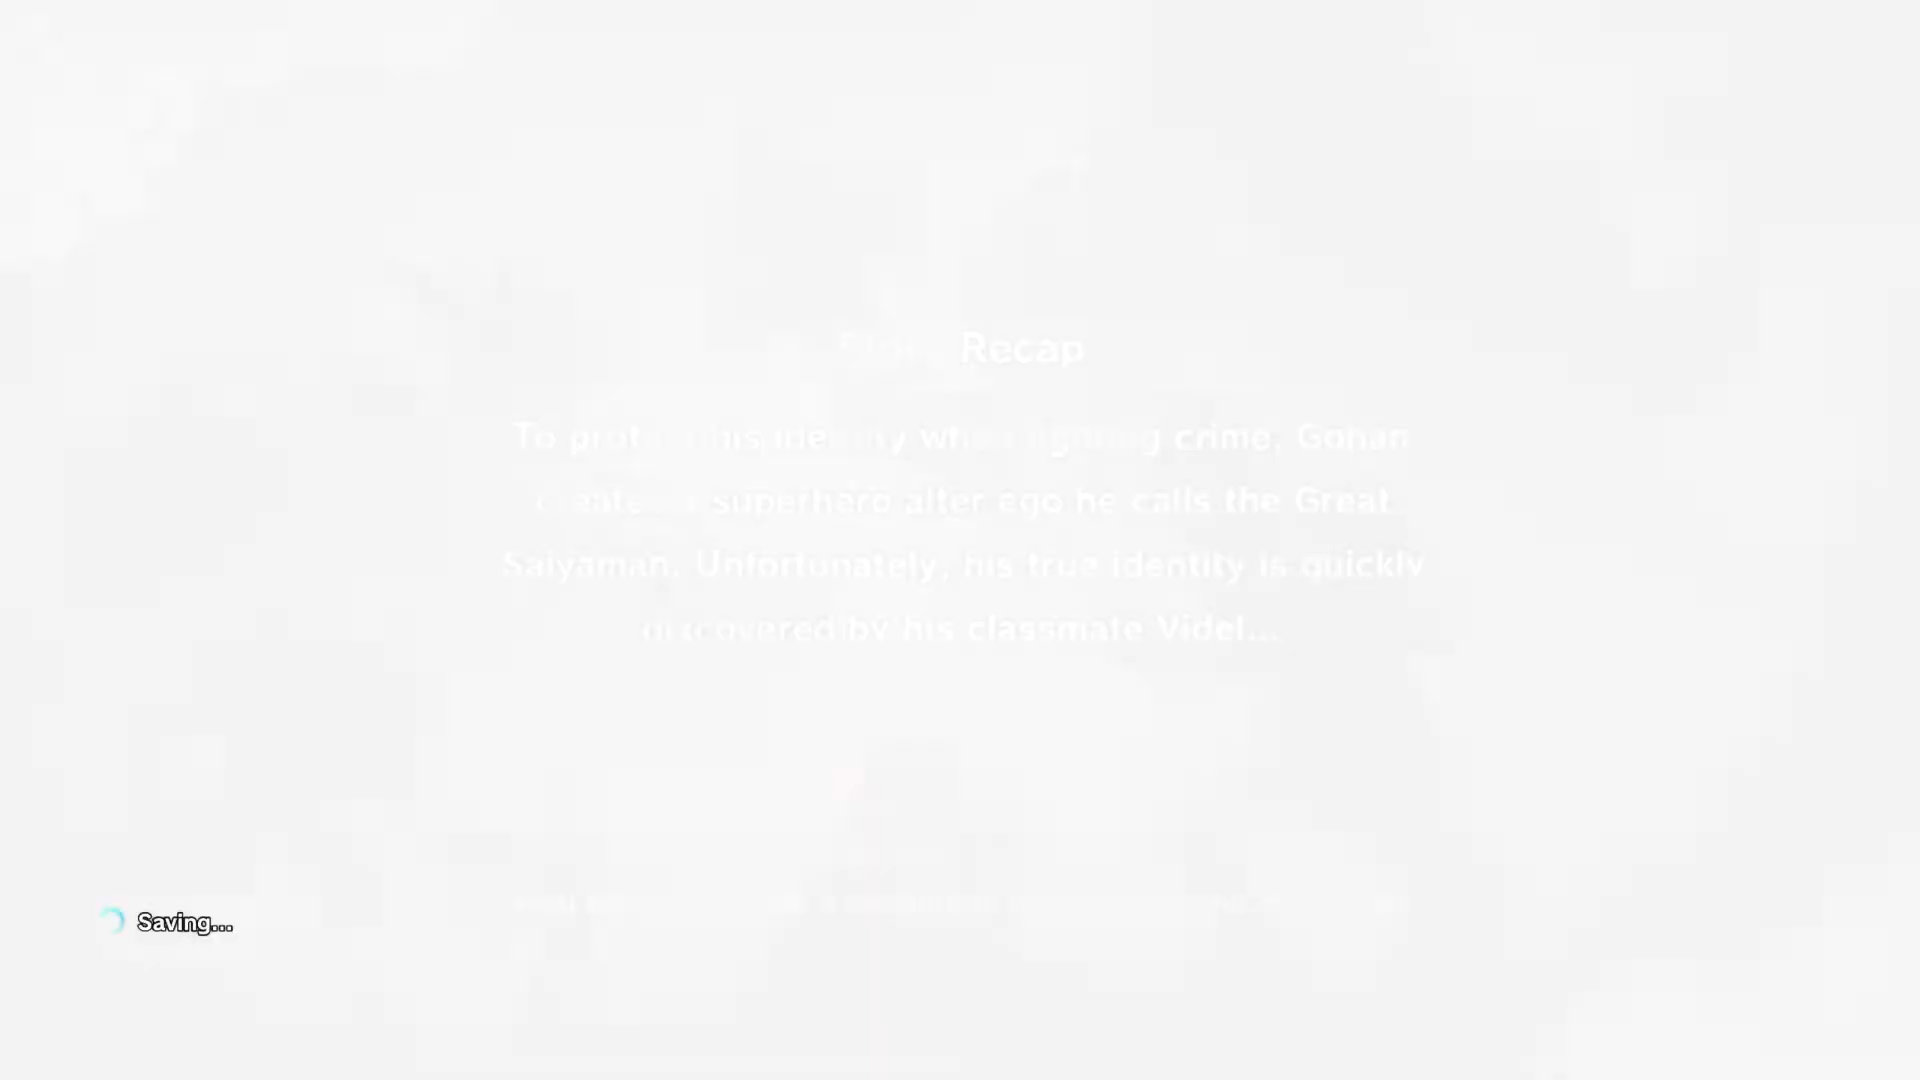 Story Recap
To protect his identity when fighting crime, Gohan
creates a superhero alter ego he calls the Great
Saiyaman. Unfortunately, his true identity is quickly
discovered by his classmate Videl...
Saving...